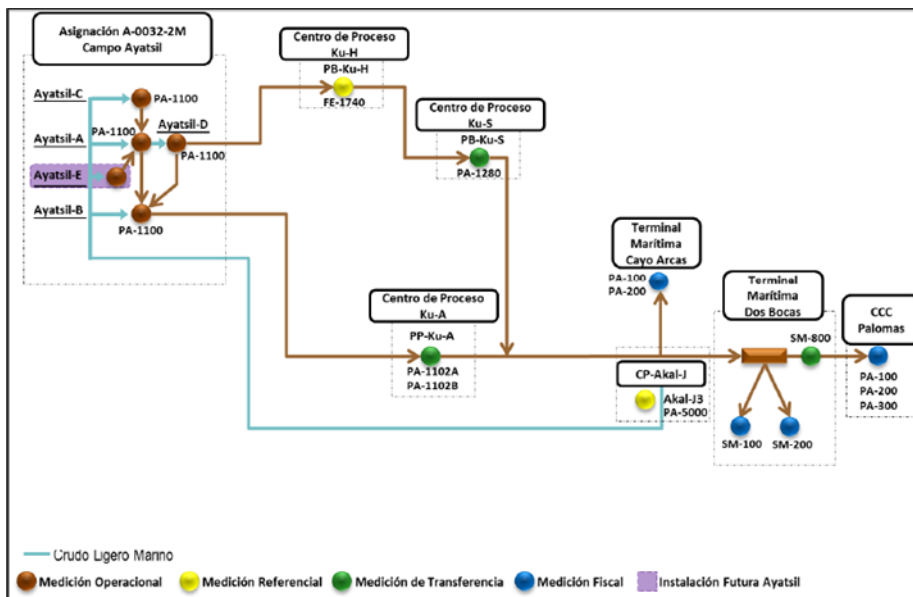 Asignación A-0032-2M
Campo Ayatsil
Ayatsil-C
PA-1100
PA-1100
Ayatsil-D
Ayatsil-A
PA-1100
Ayatsil-E
Ayatsil-B
PA-1100
Centro de Proceso
Ku-H
PB-Ku-H
FE-1740
Centro de Proceso
Ku-S
PB-Ku-S
PA-1280
Centro de Proceso
Ku-A
PP-Ku-A
PA-1102A
PA-1102B
Terminal
Marítima
Cayo Arcas
PA-100
PA-200
CP-Akal-J
Akal-J3
PA-5000
Terminal
Marítima
Dos Bocas
SM-800
SM-100
SM-200
CCC
Palomas
PA-100
PA-200
PA-300
Crudo Ligero Marino
Medición Operacional
Medición Referencial
Medición de Transferencia
Medición Fiscal
Instalación Futura Ayatsil